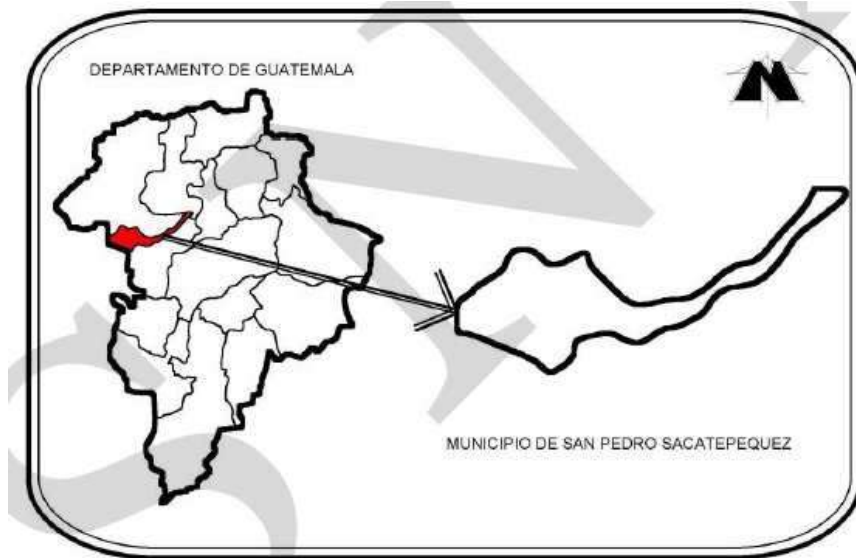 DEPARTAMENTO DE GUATEMALA
N
MUNICIPIO DE SAN PEDRO SACATEPEQUEZ